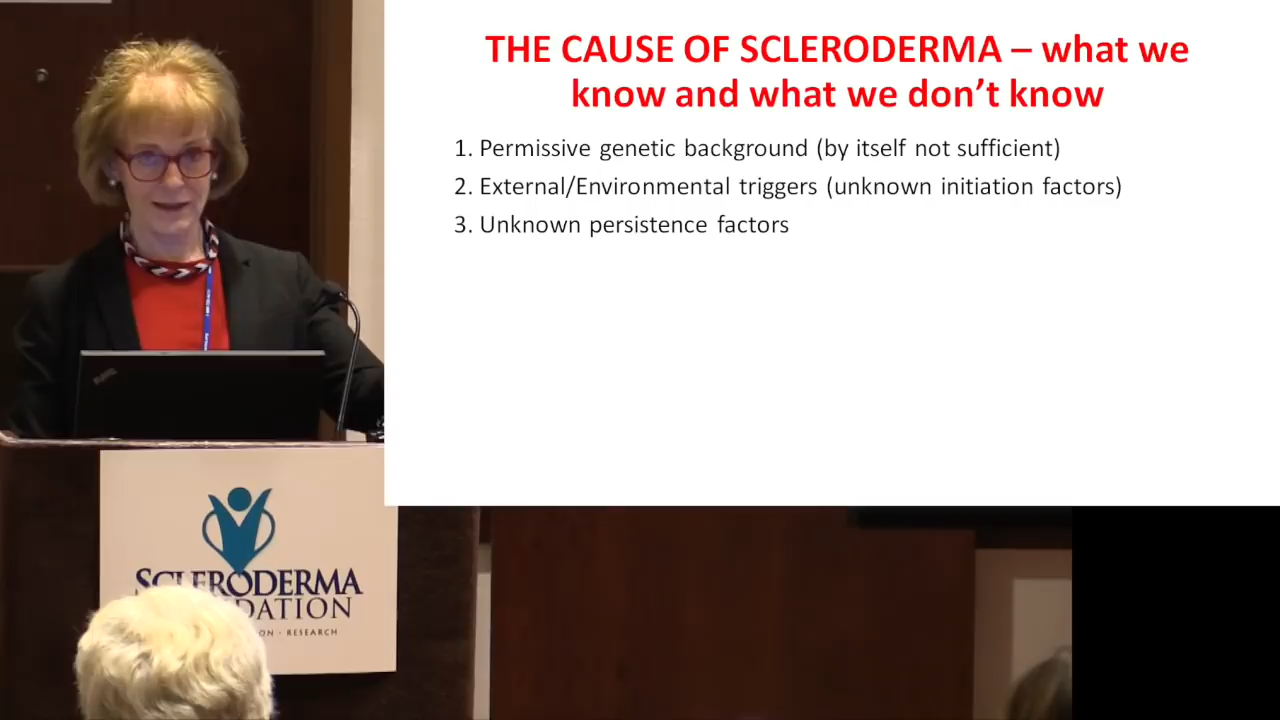 THE CAUSE OF SCLERODERMA – what we
know and what we don’t know
1. Permissive genetic background (by itself not sufficient)
2. External/Environmental triggers (unknown initiation factors)
3. Unknown persistence factors
SCLERODERMA
RESEARCH